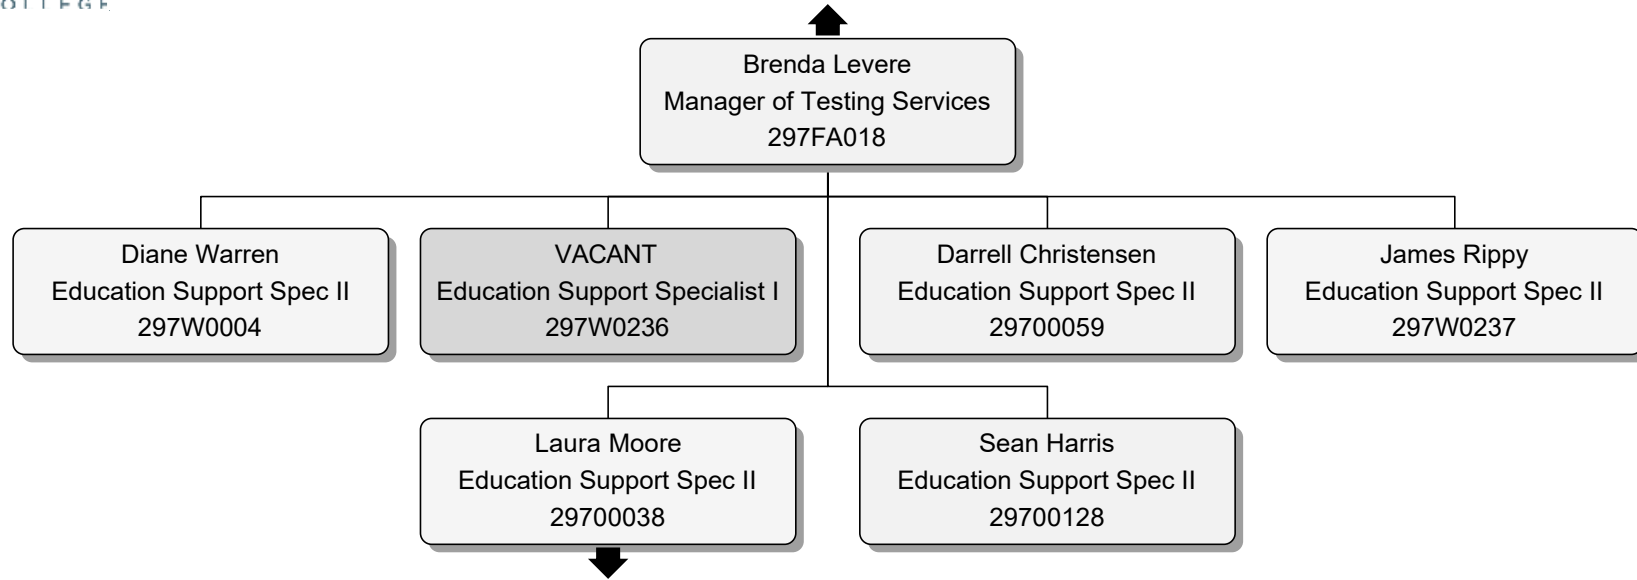 Brenda Levere
Manager of Testing Services
297FA018
Diane Warren
Education Support Spec II
297W0004
VACANT
Education Support Specialist I
297W0236
Darrell Christensen
Education Support Spec II
29700059
James Rippy
Education Support Spec II
297W0237
Laura Moore
Education Support Spec II
29700038
Sean Harris
Education Support Spec II
29700128